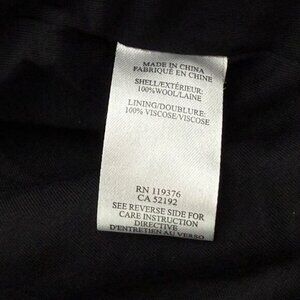 MADE IN CHINA
FABRIQUÉ EN CHINE
SHELL/EXTÉRIEUR:
100%WOOL/LAINE
LINING/DOUBLURE:
100% VISCOSE/VISCOSE
RN 119376
CA 52192
SEE REVERSE SIDE FOR
CARE INSTRUCTION
DIRECTIVE
D'ENTRETIEN AU VERSO